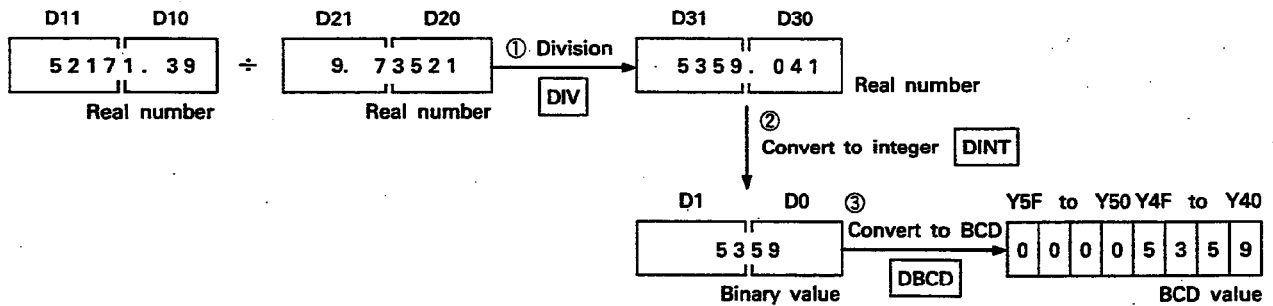 D11 D10 D21 D20 D31 D30
52171. 39 ÷ 9. 73521 ① Division 5359. 041
Real number Real number DIV Real number
②
Convert to integer DINT
D1 D0 ③ Y5F to Y50 Y4F to Y40
5359 Convert to BCD 0 0 0 0 5 3 5 9
Binary value DBCD BCD value